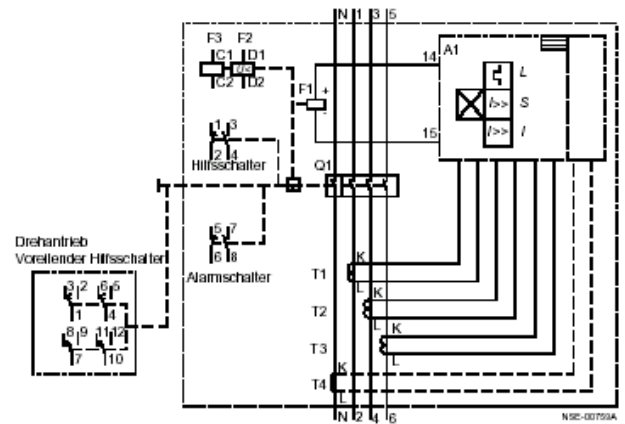 N 1 3 5
F3 F2
C1 D1
U<
C2 D2
F1
+
-
14
15
A1
L
I>> S
I>> I
1 3
2 4
Hilfsschalter
Q1
5 7
6 8
Alarmschalter
Drehantrieb
Voreilender Hilfsschalter
3 2 6 5
1 4
8 9 11 12
7 10
T1 K L
T2 K L
T3 K L
T4 K L
N 2 4 6
NSE-00759A